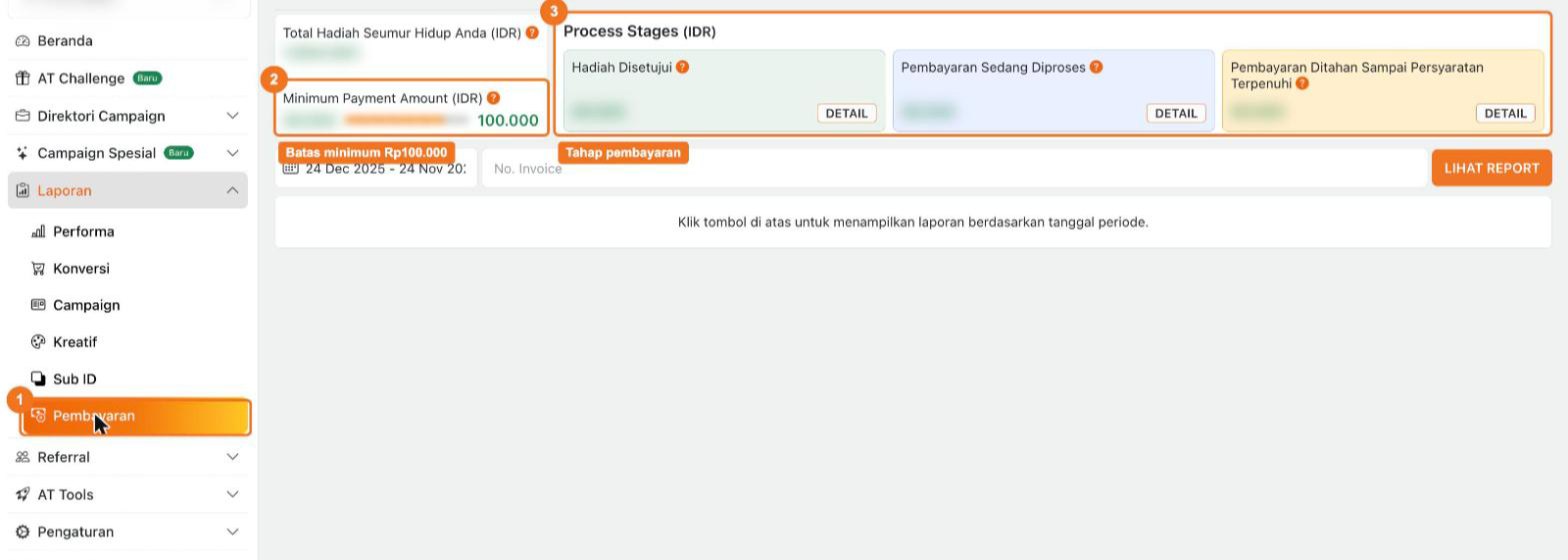 Beranda
AT Challenge Baru
Direktori Campaign
Campaign Spesial Baru
Laporan
Performa
Konversi
Campaign
Kreatif
Sub ID
1
Pembayaran
Referral
AT Tools
Pengaturan
Total Hadiah Seumur Hidup Anda (IDR) ?
2
Minimum Payment Amount (IDR) ?
100.000
Batas minimum Rp100.000
3
Process Stages (IDR)
Hadiah Disetujui ?
DETAIL
Pembayaran Sedang Diproses ?
DETAIL
Pembayaran Ditahan Sampai Persyaratan
Terpenuhi ?
DETAIL
Tahap pembayaran
24 Dec 2025 - 24 Nov 20
No. Invoice
LIHAT REPORT
Klik tombol di atas untuk menampilkan laporan berdasarkan tanggal periode.